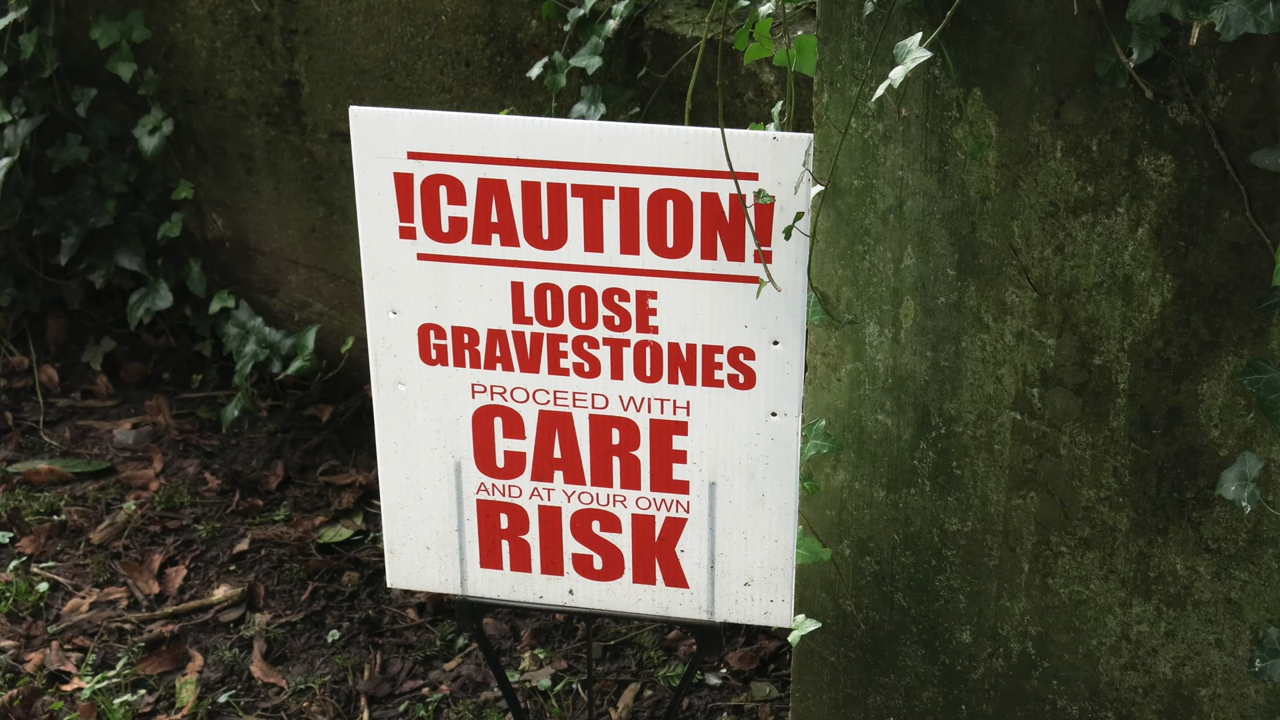 !CAUTION!
LOOSE
GRAVESTONES
PROCEED WITH
CARE
AND AT YOUR OWN
RISK